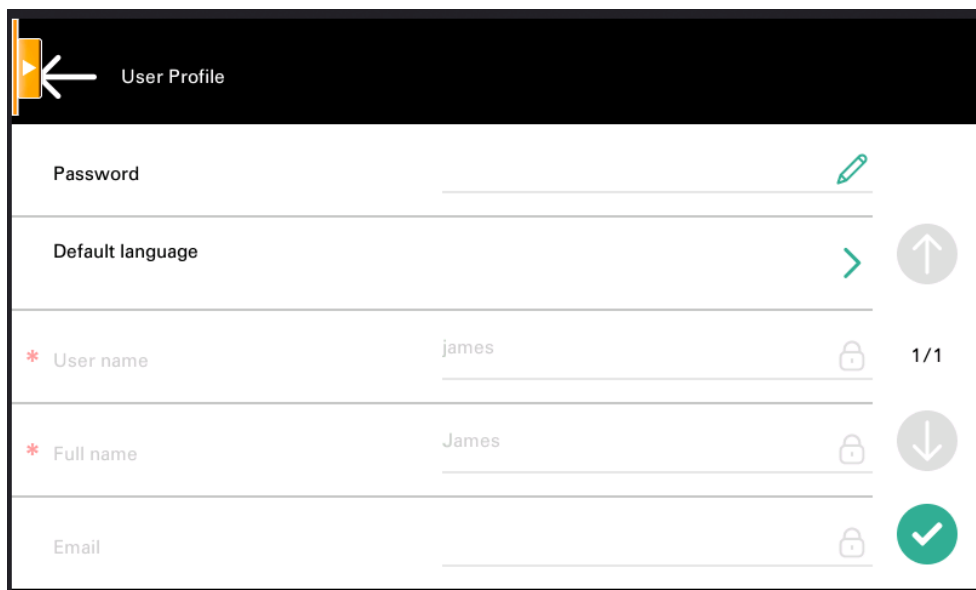 User Profile
Password
Default language
* User name james
1/1
* Full name James
Email